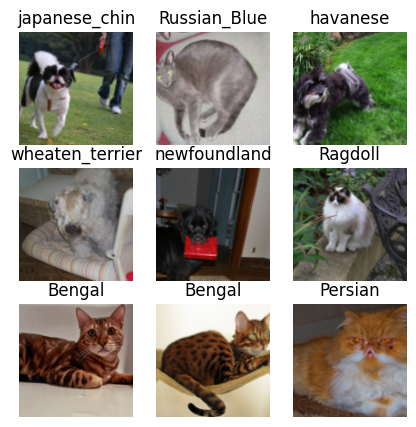 japanese_chin
Russian_Blue
havanese
wheaten_terrier
newfoundland
Ragdoll
Bengal
Bengal
Persian